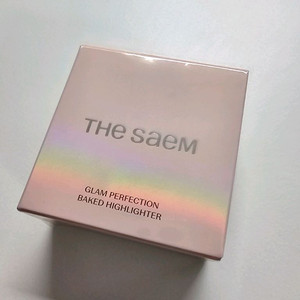 THE SAEM
GLAM PERFECTION
BAKED HIGHLIGHTER